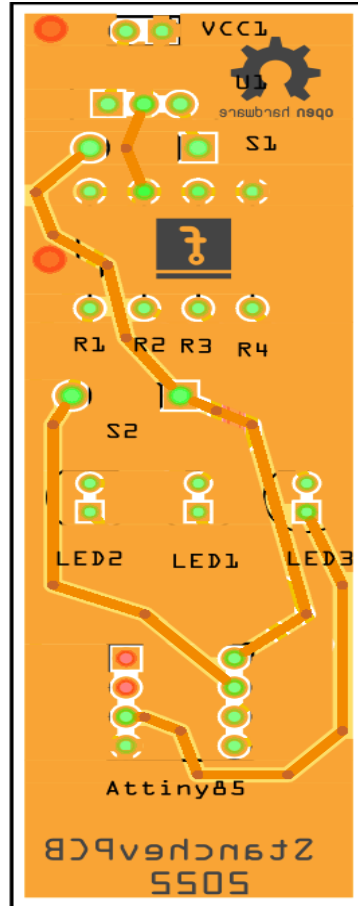 VCC1
U1
open hardware
S1
R1 R2 R3 R4
S2
LED2 LED1 LED3
Attiny85
StanchevPCB
2022